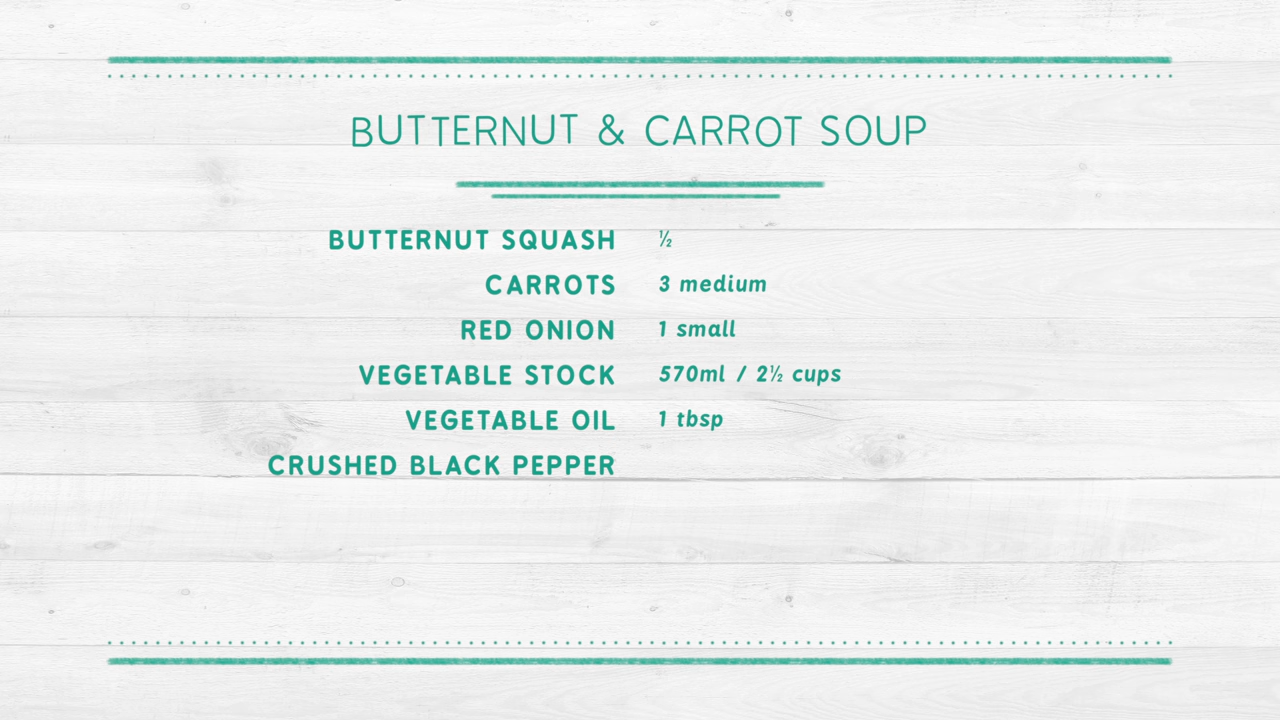 BUTTERNUT & CARROT SOUP
BUTTERNUT SQUASH ½
CARROTS 3 medium
RED ONION 1 small
VEGETABLE STOCK 570ml / 2½ cups
VEGETABLE OIL 1 tbsp
CRUSHED BLACK PEPPER